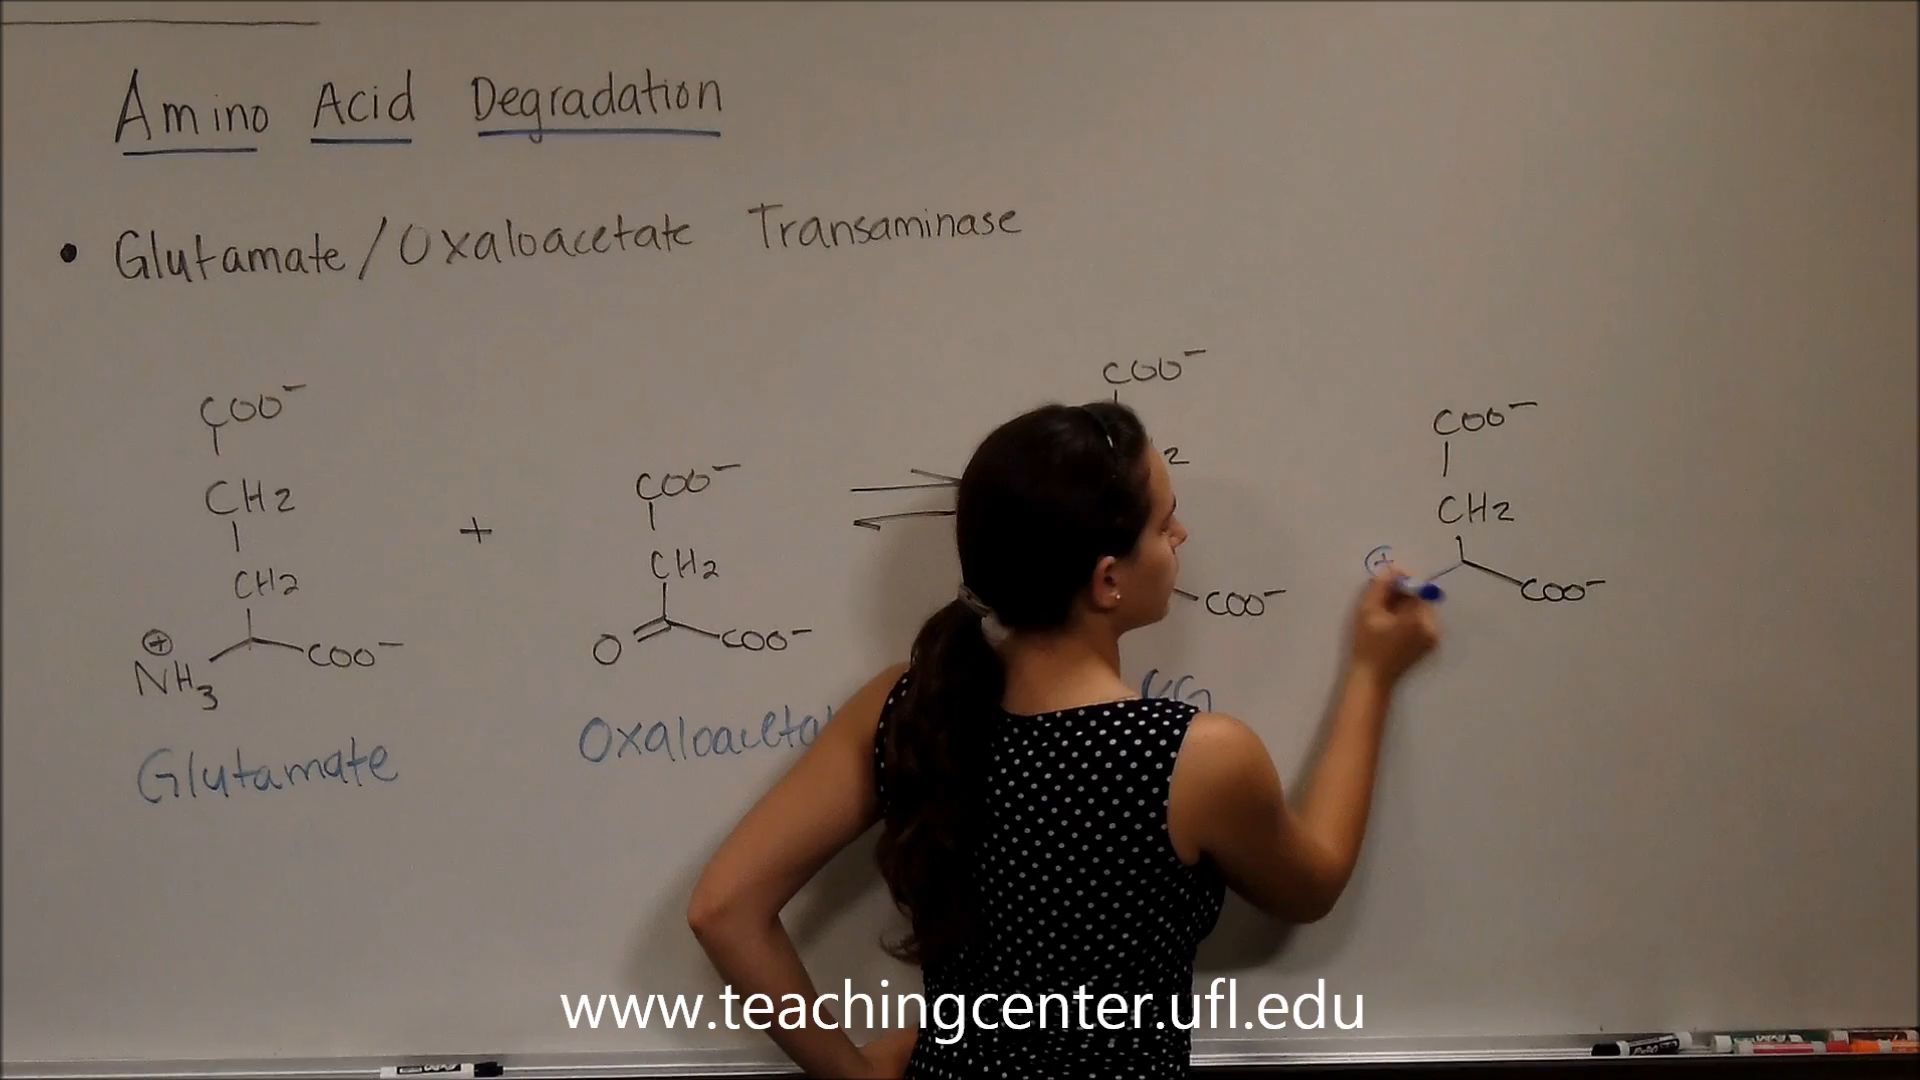 Amino Acid Degradation
• Glutamate/Oxaloacetate Transaminase
COO⁻
CH2
CH2
⊕
NH3
COO⁻
Glutamate
+
COO⁻
CH2
O
COO⁻
COO⁻
2
COO⁻
COO⁻
CH2
⊕
COO⁻
www.teachingcenter.ufl.edu